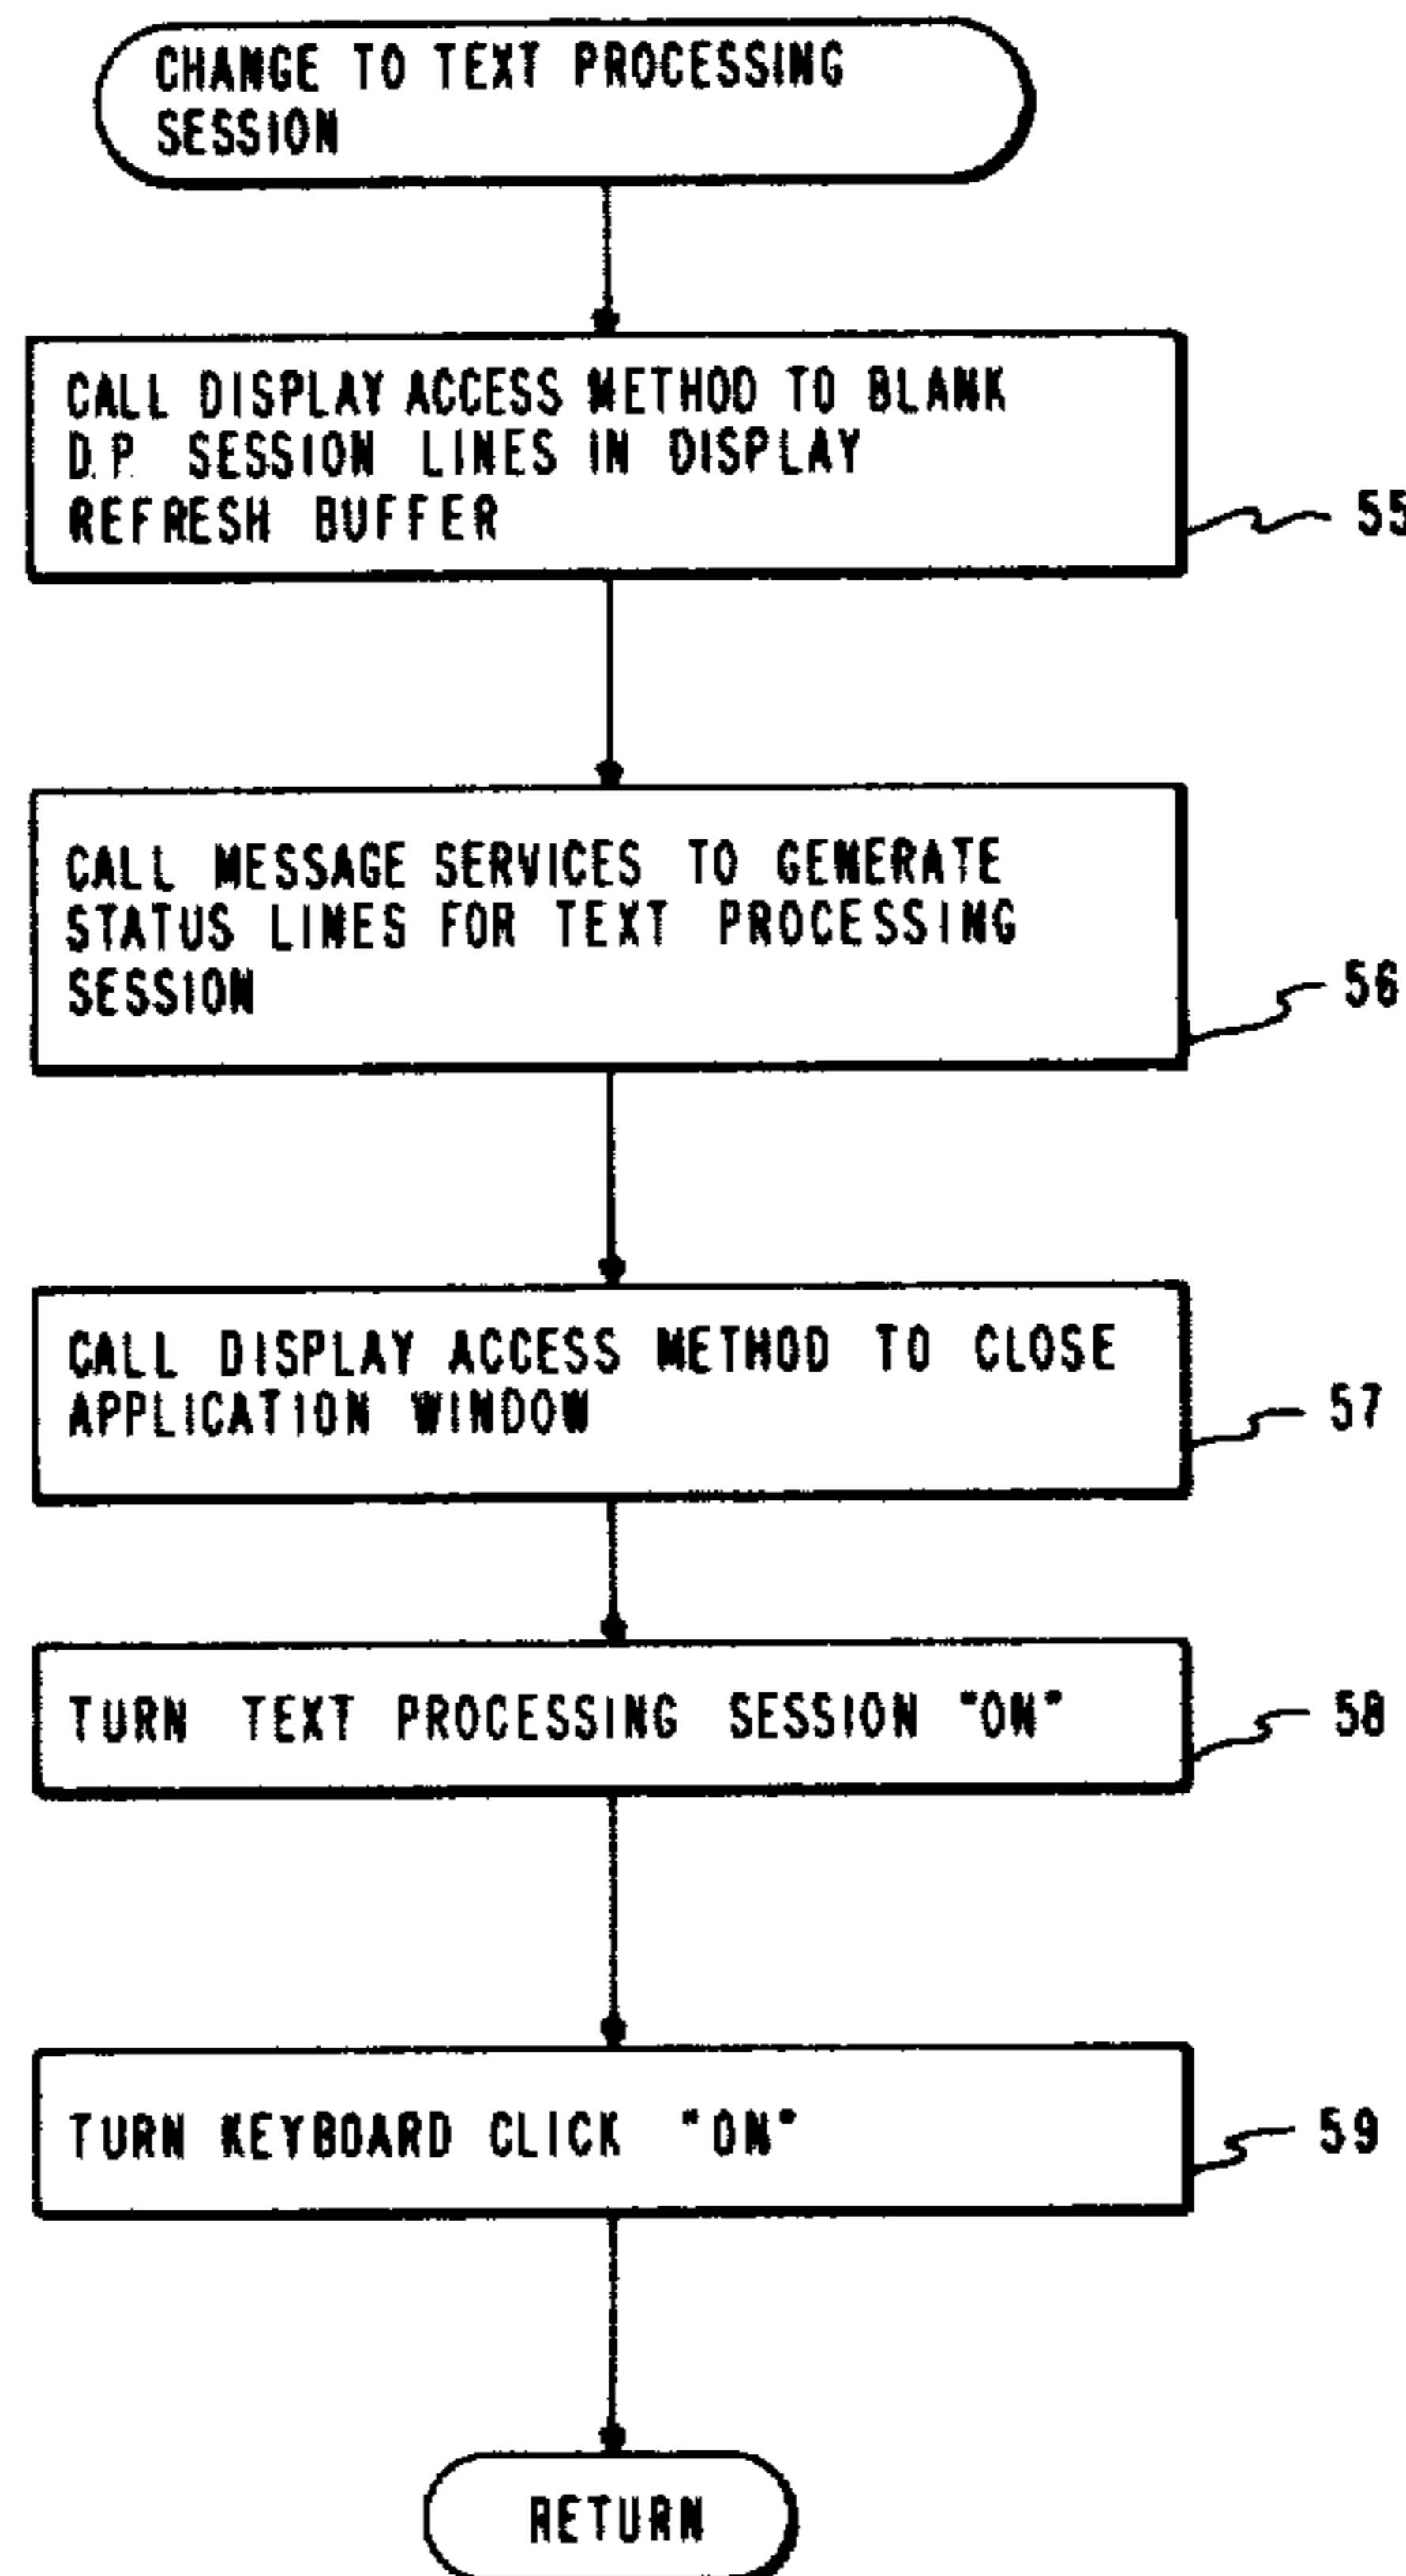 CHANGE TO TEXT PROCESSING
SESSION
CALL DISPLAY ACCESS METHOD TO BLANK
D.P. SESSION LINES IN DISPLAY
REFRESH BUFFER
55
CALL MESSAGE SERVICES TO GENERATE
STATUS LINES FOR TEXT PROCESSING
SESSION
56
CALL DISPLAY ACCESS METHOD TO CLOSE
APPLICATION WINDOW
57
TURN TEXT PROCESSING SESSION "ON"
58
TURN KEYBOARD CLICK "ON"
59
RETURN